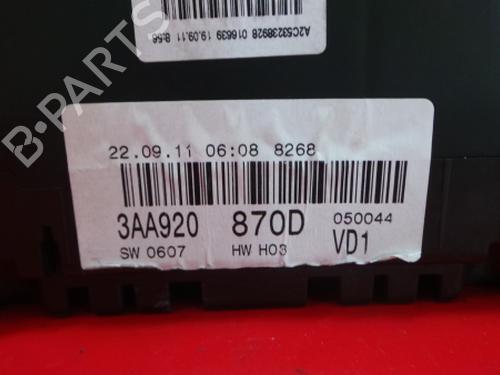 A2C53238928 016639 19.09.11 8:56
22.09.11 06:08 8268
3AA920 870D 050044
SW 0607 HW H03 VD1
B-PARTS